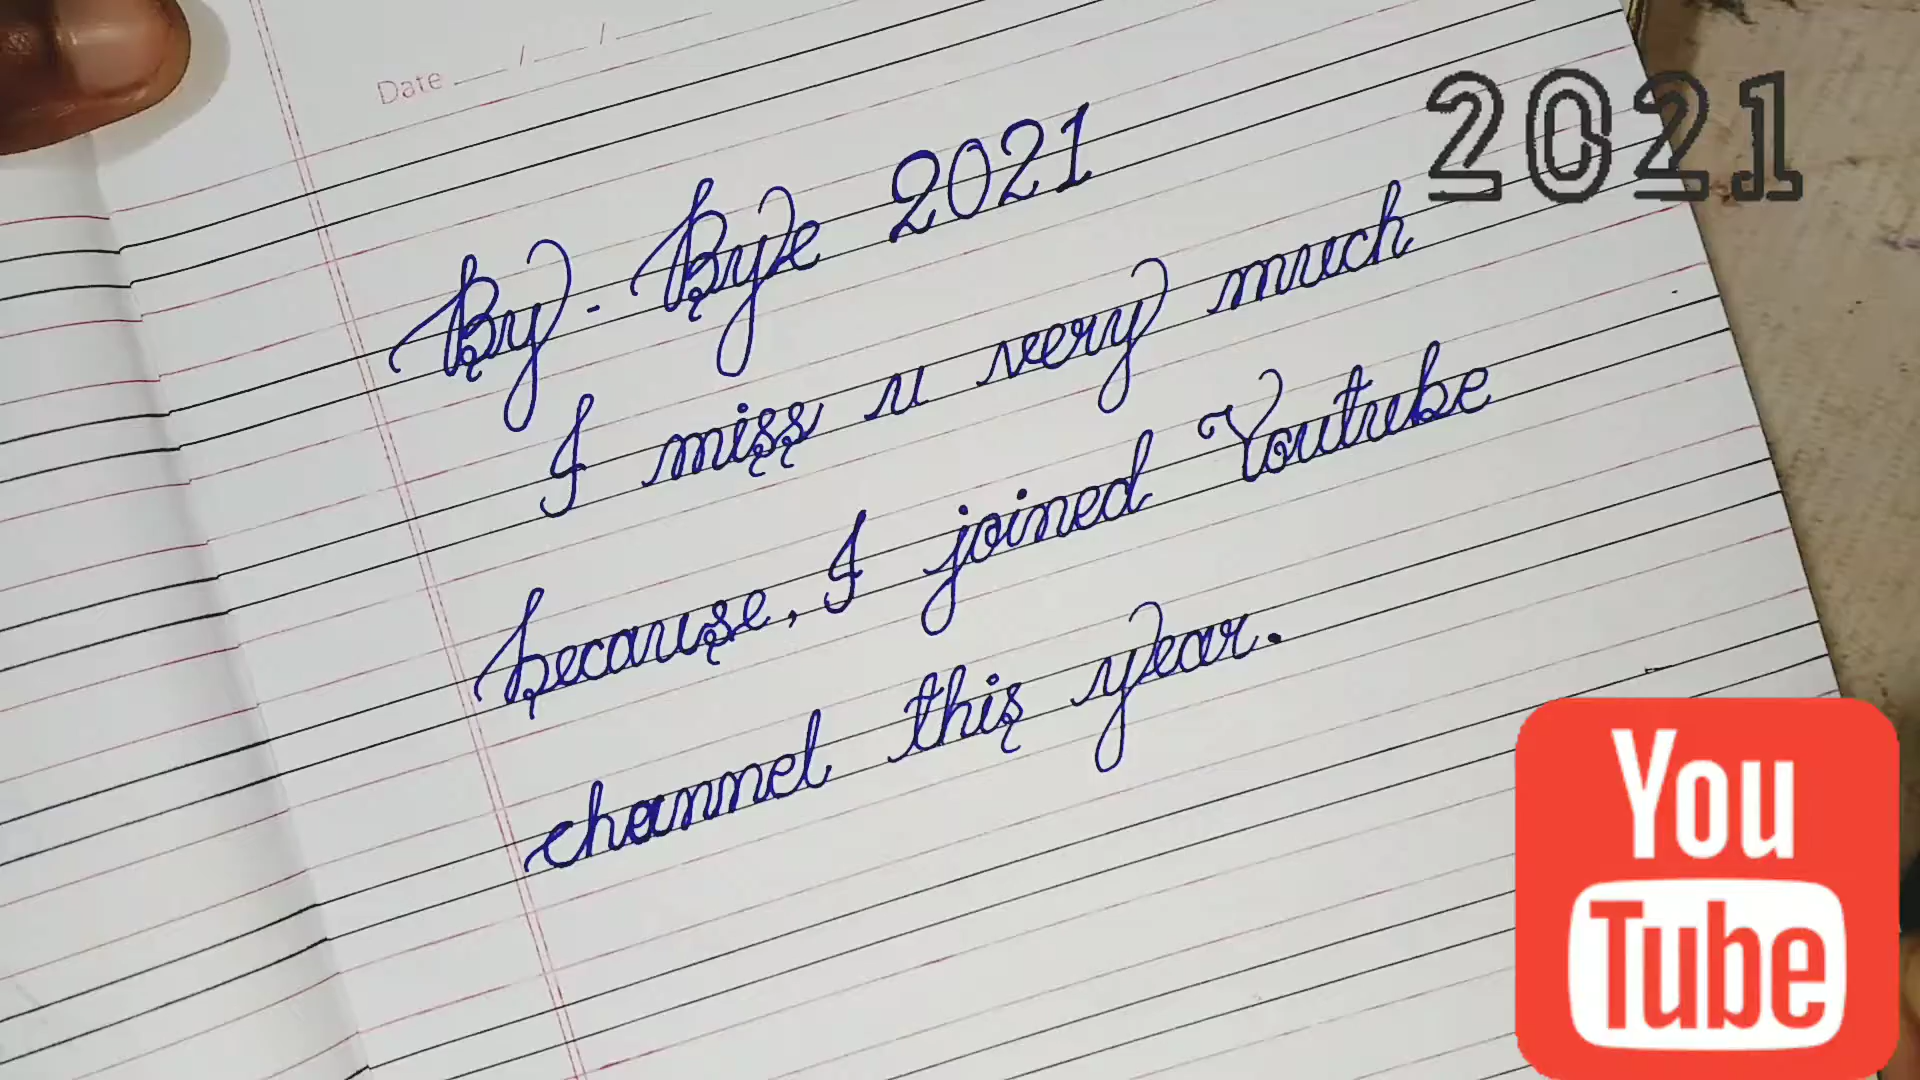 Date __ / __ / __
2021
By - Bye 2021
I miss u very much
because, I joined Youtube
channel this year.
You
Tube